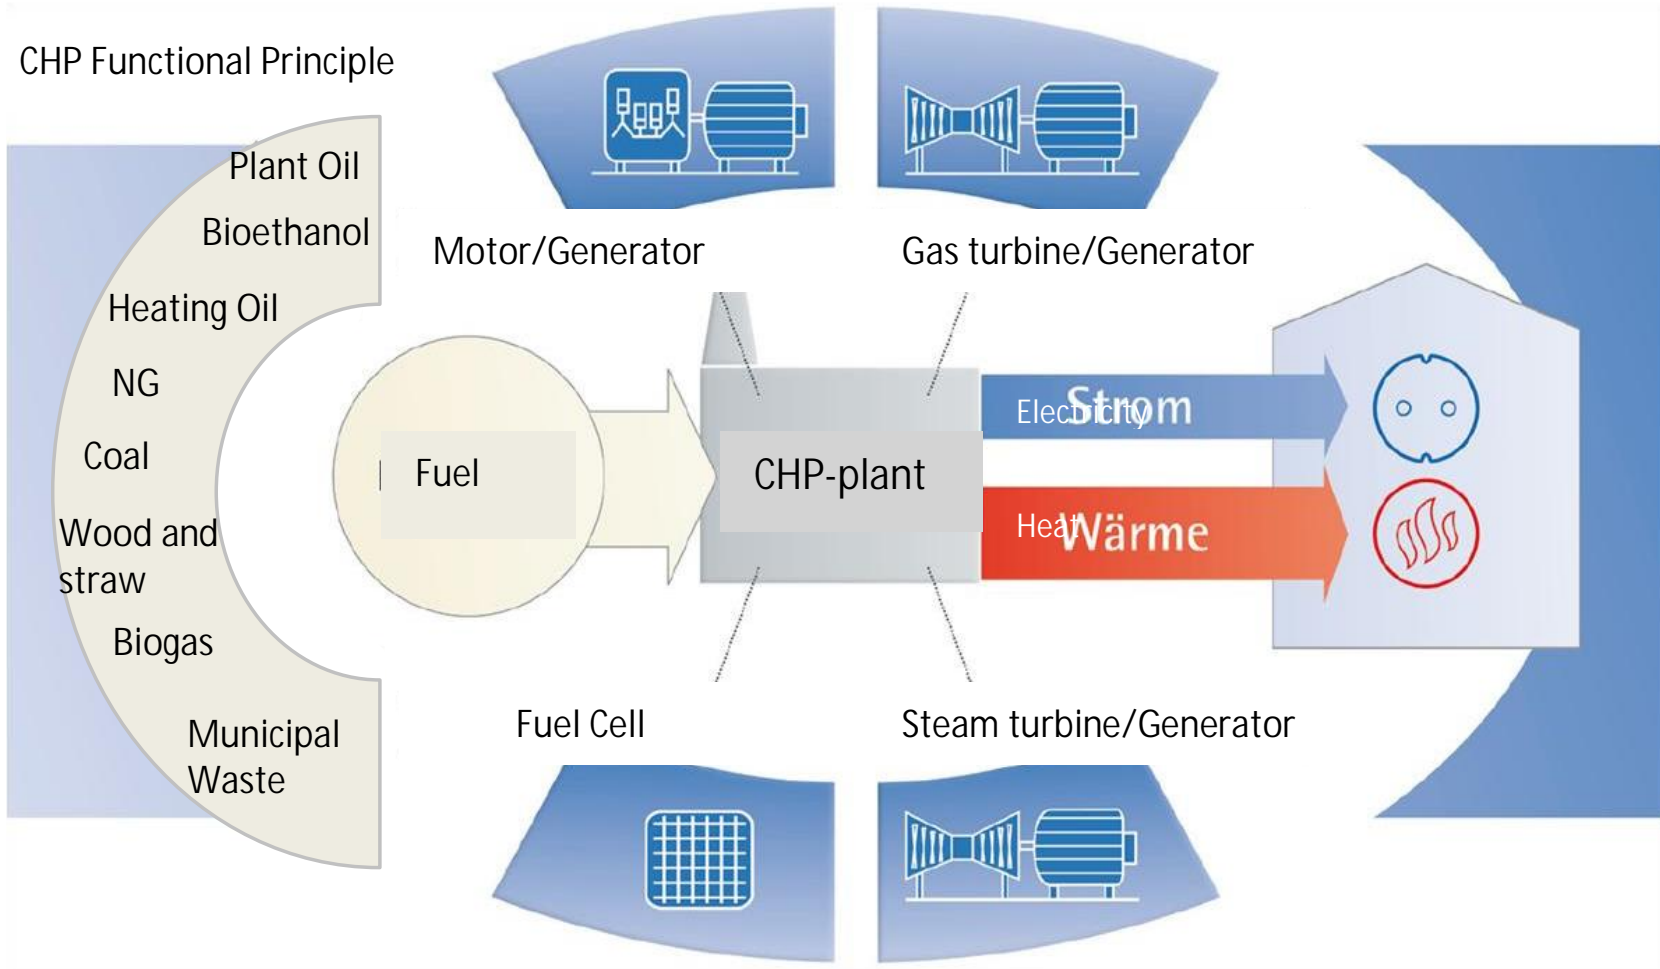 CHP Functional Principle
Plant Oil
Bioethanol
Heating Oil
NG
Coal
Wood and
straw
Biogas
Municipal
Waste
Motor/Generator
Gas turbine/Generator
Fuel
CHP-plant
Electricity
Strom
Heat
Wärme
Fuel Cell
Steam turbine/Generator